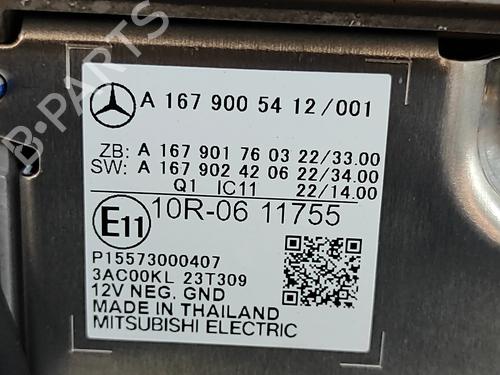 B-PARTS
A 167 900 54 12/001
ZB: A 167 901 76 03 22/33.00
SW: A 167 902 42 06 22/34.00
Q1 IC11 22/14.00
E11 10R-06 11755
P15573000407
3AC00KL 23T309
12V NEG. GND
MADE IN THAILAND
MITSUBISHI ELECTRIC